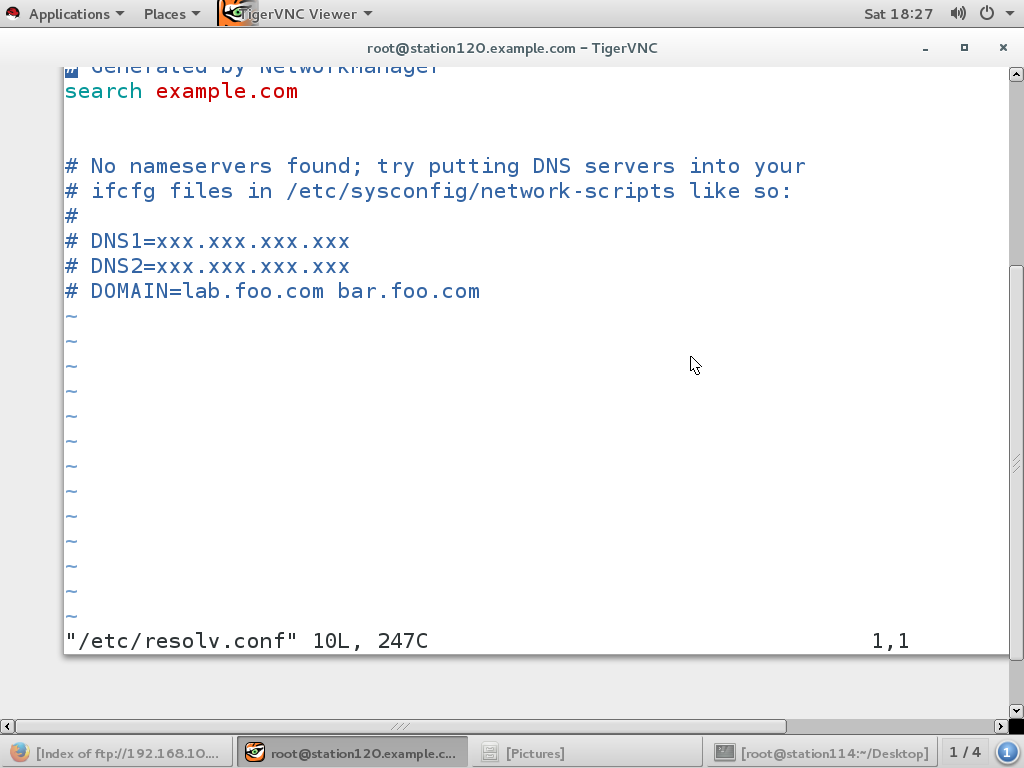 Applications Places TigerVNC Viewer Sat 18:27
root@station120.example.com - TigerVNC
# Generated by NetworkManager
search example.com
# No nameservers found; try putting DNS servers into your
# ifcfg files in /etc/sysconfig/network-scripts like so:
#
# DNS1=xxx.xxx.xxx.xxx
# DNS2=xxx.xxx.xxx.xxx
# DOMAIN=lab.foo.com bar.foo.com
~
~
~
~
~
~
~
~
~
~
~
~
~
"/etc/resolv.conf" 10L, 247C 1,1
[Index of ftp://192.168.10.... root@station120.example.c... [Pictures] [root@station114:~/Desktop] 1 / 4 1